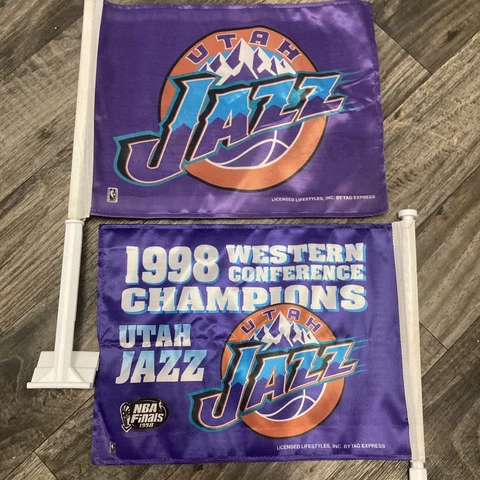 UTAH
JAZZ
LICENSED LIFESTYLES, INC. BY TAG EXPRESS
1998 WESTERN
CONFERENCE
CHAMPIONS
UTAH
JAZZ
UTAH
JAZZ
NBA
Finals
1998
LICENSED LIFESTYLES, INC. BY TAG EXPRESS